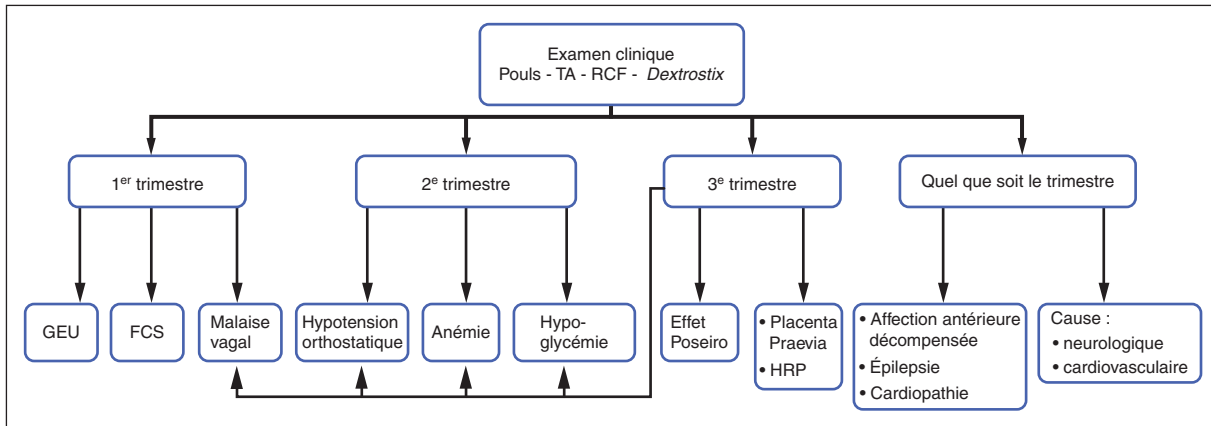 Examen clinique
Pouls - TA - RCF - Dextrostix
1er trimestre
2e trimestre
3e trimestre
Quel que soit le trimestre
GEU
FCS
Malaise
vagal
Hypotension
orthostatique
Anémie
Hypo-
glycémie
Effet
Poseiro
• Placenta
Praevia
• HRP
• Affection antérieure
décompensée
• Épilepsie
• Cardiopathie
Cause :
• neurologique
• cardiovasculaire